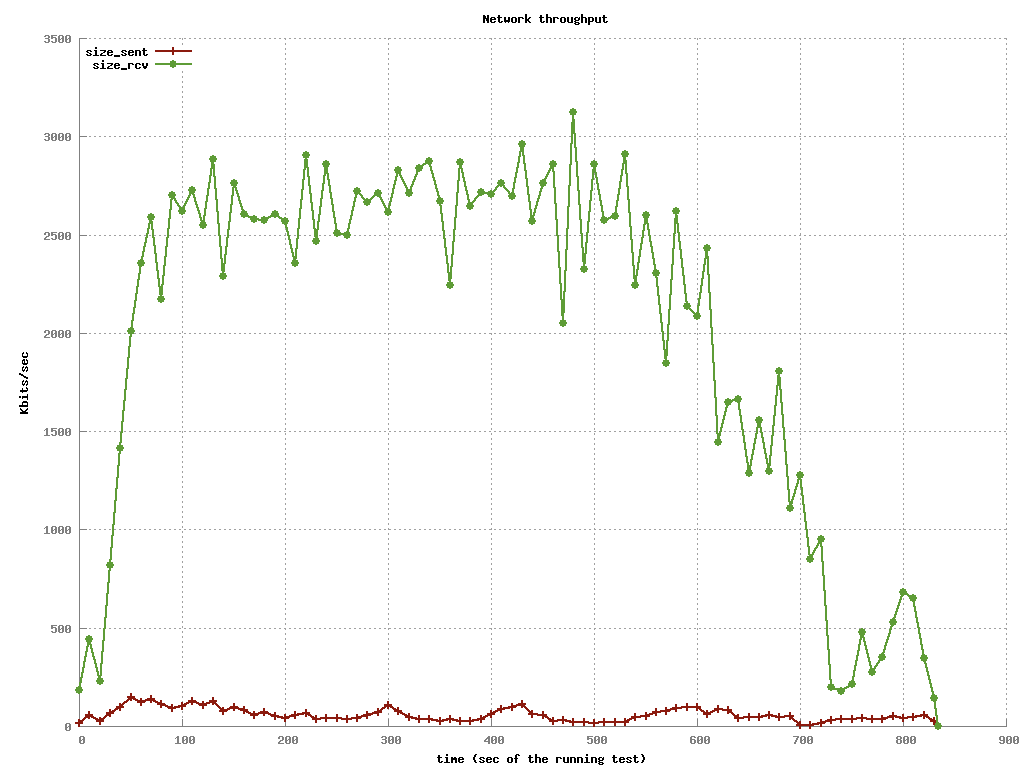 Network throughput
size_sent
size_rcv
3500
3000
2500
2000
1500
1000
500
0
Kbits/sec
0 100 200 300 400 500 600 700 800 900
time (sec of the running test)